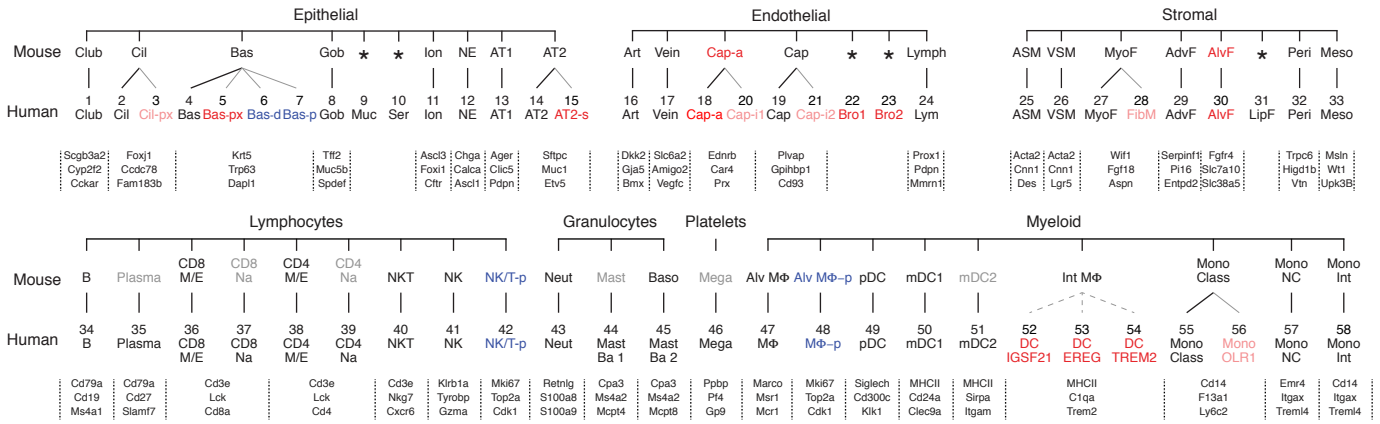 Epithelial Endothelial Stromal
Mouse Club Cil Bas Gob * * Ion NE AT1 AT2 Art Vein Cap-a Cap * * Lymph ASM VSM MyoF AdvF AlvF * Peri Meso
1 2 3 4 5 6 7 8 9 10 11 12 13 14 15 16 17 18 20 19 21 22 23 24 25 26 27 28 29 30 31 32 33
Human Club Cil Cil-px Bas Bas-px Bas-d Bas-p Gob Muc Ser Ion NE AT1 AT2 AT2-s Art Vein Cap-a Cap-i1 Cap Cap-i2 Bro1 Bro2 Lym ASM VSM MyoF FibM AdvF AlvF LipF Peri Meso
Scgb3a2 Foxj1 Krt5 Tff2 Ascl3 Chga Ager Sftpc Dkk2 Slc6a2 Ednrb Plvap Prox1 Acta2 Acta2 Wif1 Serpinf1 Fgfr4 Trpc6 Msln
Cyp2f2 Ccdc78 Trp63 Muc5b Foxi1 Calca Clic5 Muc1 Gja5 Amigo2 Car4 Gpihbp1 Pdpn Cnn1 Cnn1 Fgf18 Pi16 Slc7a10 Higd1b Wt1
Cckar Fam183b Dapl1 Spdef Cftr Ascl1 Pdpn Etv5 Bmx Vegfc Prx Cd93 Mmrn1 Des Lgr5 Aspn Entpd2 Slc38a5 Vtn Upk3B
Lymphocytes Granulocytes Platelets Myeloid
CD8 CD8 CD4 CD4 Mono Mono Mono
Mouse B Plasma M/E Na M/E Na NKT NK NK/T-p Neut Mast Baso Mega Alv MΦ Alv MΦ-p pDC mDC1 mDC2 Int MΦ Class NC Int
34 35 36 37 38 39 40 41 42 43 44 45 46 47 48 49 50 51 52 53 54 55 56 57 58
Human B Plasma CD8 CD8 CD4 CD4 NKT NK NK/T-p Neut Mast Mast Mega MΦ MΦ-p pDC mDC1 mDC2 DC DC DC Mono Mono Mono Mono
M/E Na M/E Na Ba 1 Ba 2 IGSF21 EREG TREM2 Class OLR1 NC Int
Cd79a Cd79a Cd3e Cd3e Cd3e Klrb1a Mki67 Retnlg Cpa3 Cpa3 Ppbp Marco Mki67 Siglech MHCII MHCII MHCII Cd14 Emr4 Cd14
Cd19 Cd27 Lck Lck Nkg7 Tyrobp Top2a S100a8 Ms4a2 Ms4a2 Pf4 Msr1 Top2a Cd300c Cd24a Sirpa C1qa F13a1 Itgax Itgax
Ms4a1 Slamf7 Cd8a Cd4 Cxcr6 Gzma Cdk1 S100a9 Mcpt4 Mcpt8 Gp9 Mcr1 Cdk1 Klk1 Clec9a Itgam Trem2 Ly6c2 Treml4 Treml4